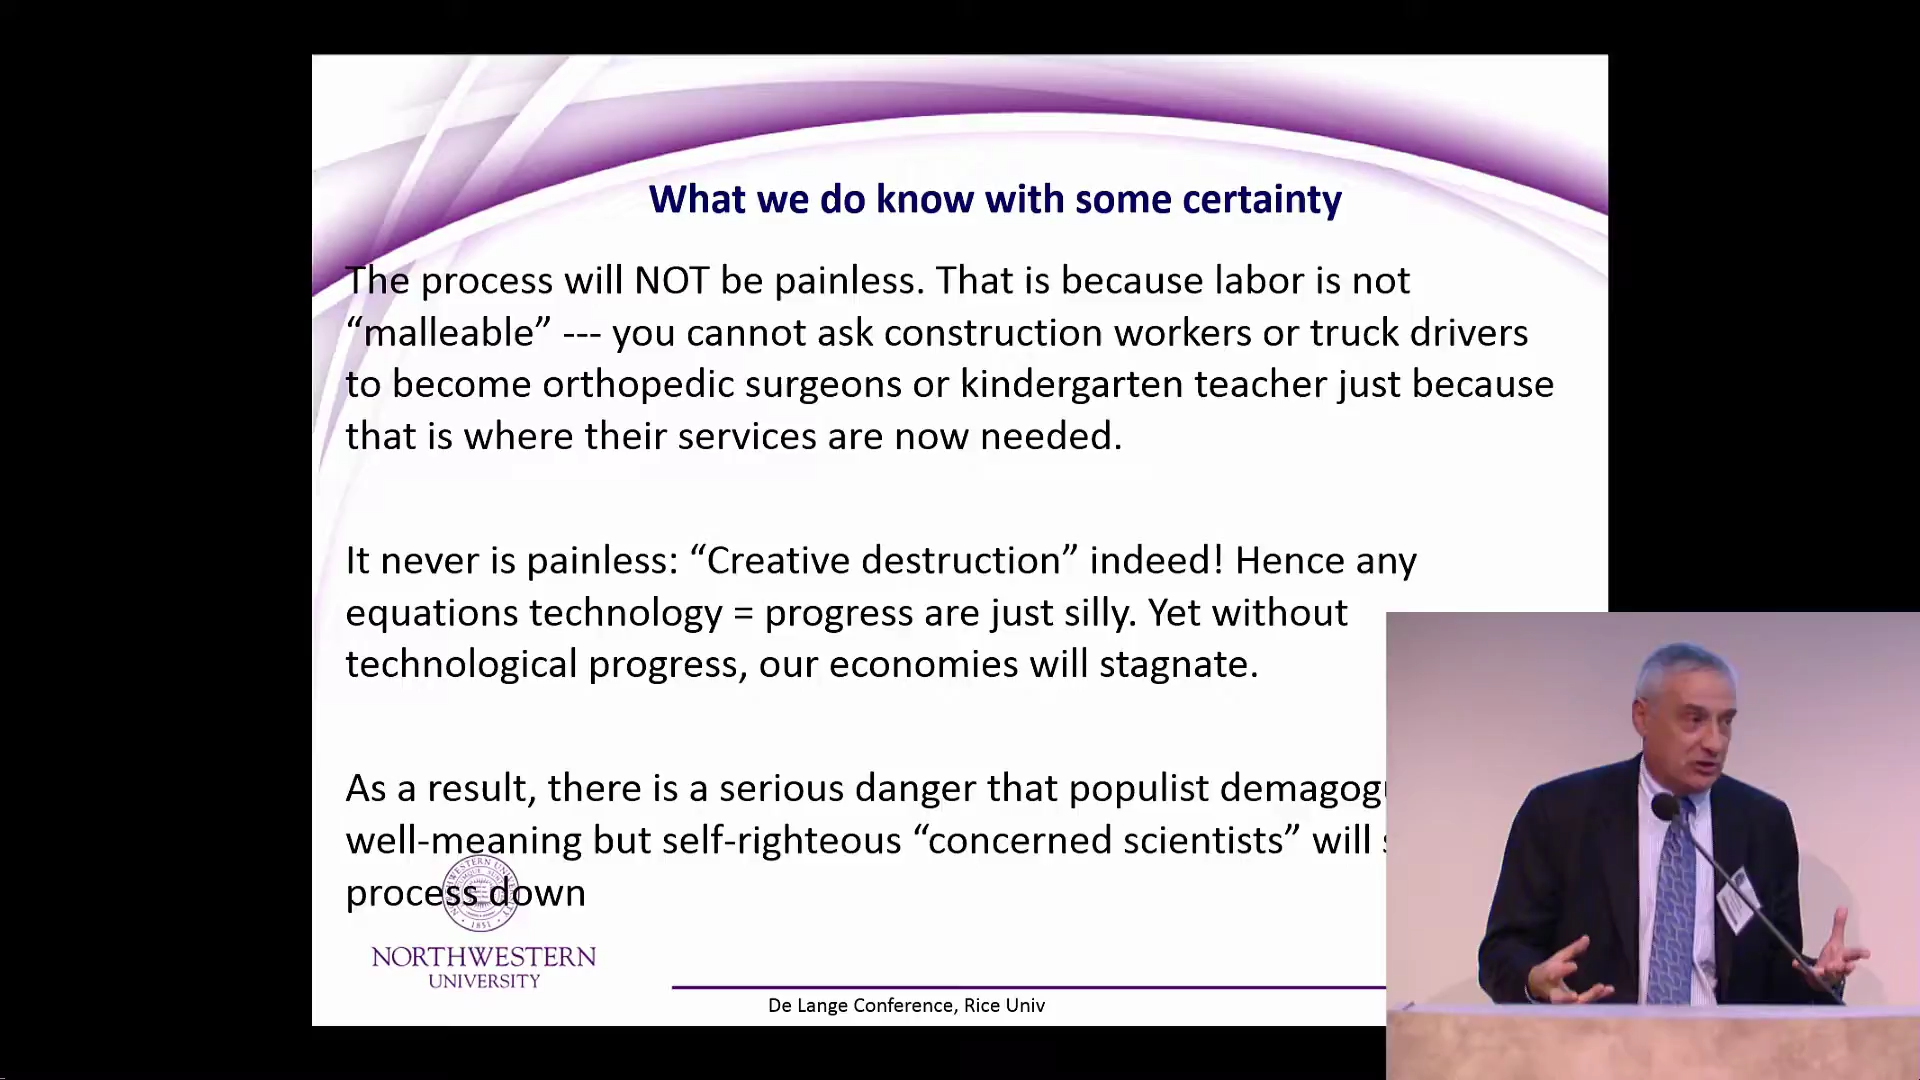 What we do know with some certainty
The process will NOT be painless. That is because labor is not
“malleable” --- you cannot ask construction workers or truck drivers
to become orthopedic surgeons or kindergarten teacher just because
that is where their services are now needed.
It never is painless: “Creative destruction” indeed! Hence any
equations technology = progress are just silly. Yet without
technological progress, our economies will stagnate.
As a result, there is a serious danger that populist
well-meaning but self-righteous “concerned scientists” will
process down
1851
NORTHWESTERN
UNIVERSITY
De Lange Conference, Rice Univ